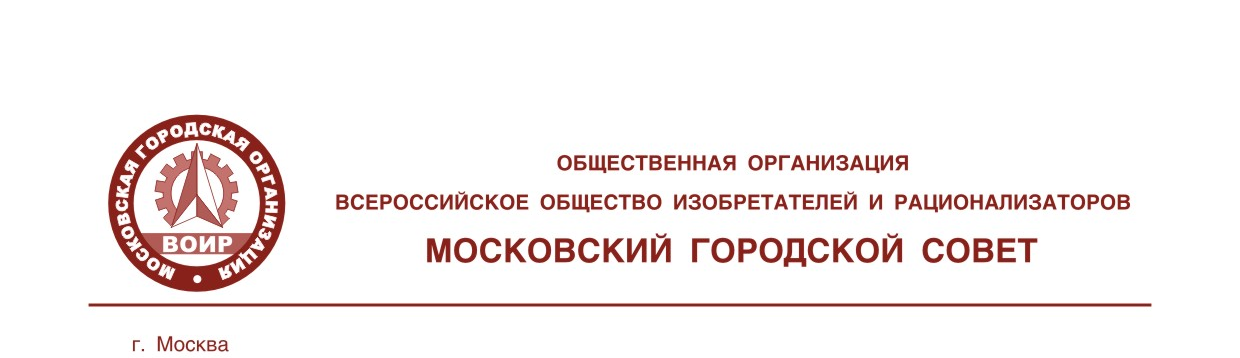 МОСКОВСКАЯ ГОРОДСКАЯ ОРГАНИЗАЦИЯ
ВОИР
ОБЩЕСТВЕННАЯ ОРГАНИЗАЦИЯ
ВСЕРОССИЙСКОЕ ОБЩЕСТВО ИЗОБРЕТАТЕЛЕЙ И РАЦИОНАЛИЗАТОРОВ
МОСКОВСКИЙ ГОРОДСКОЙ СОВЕТ
г. Москва